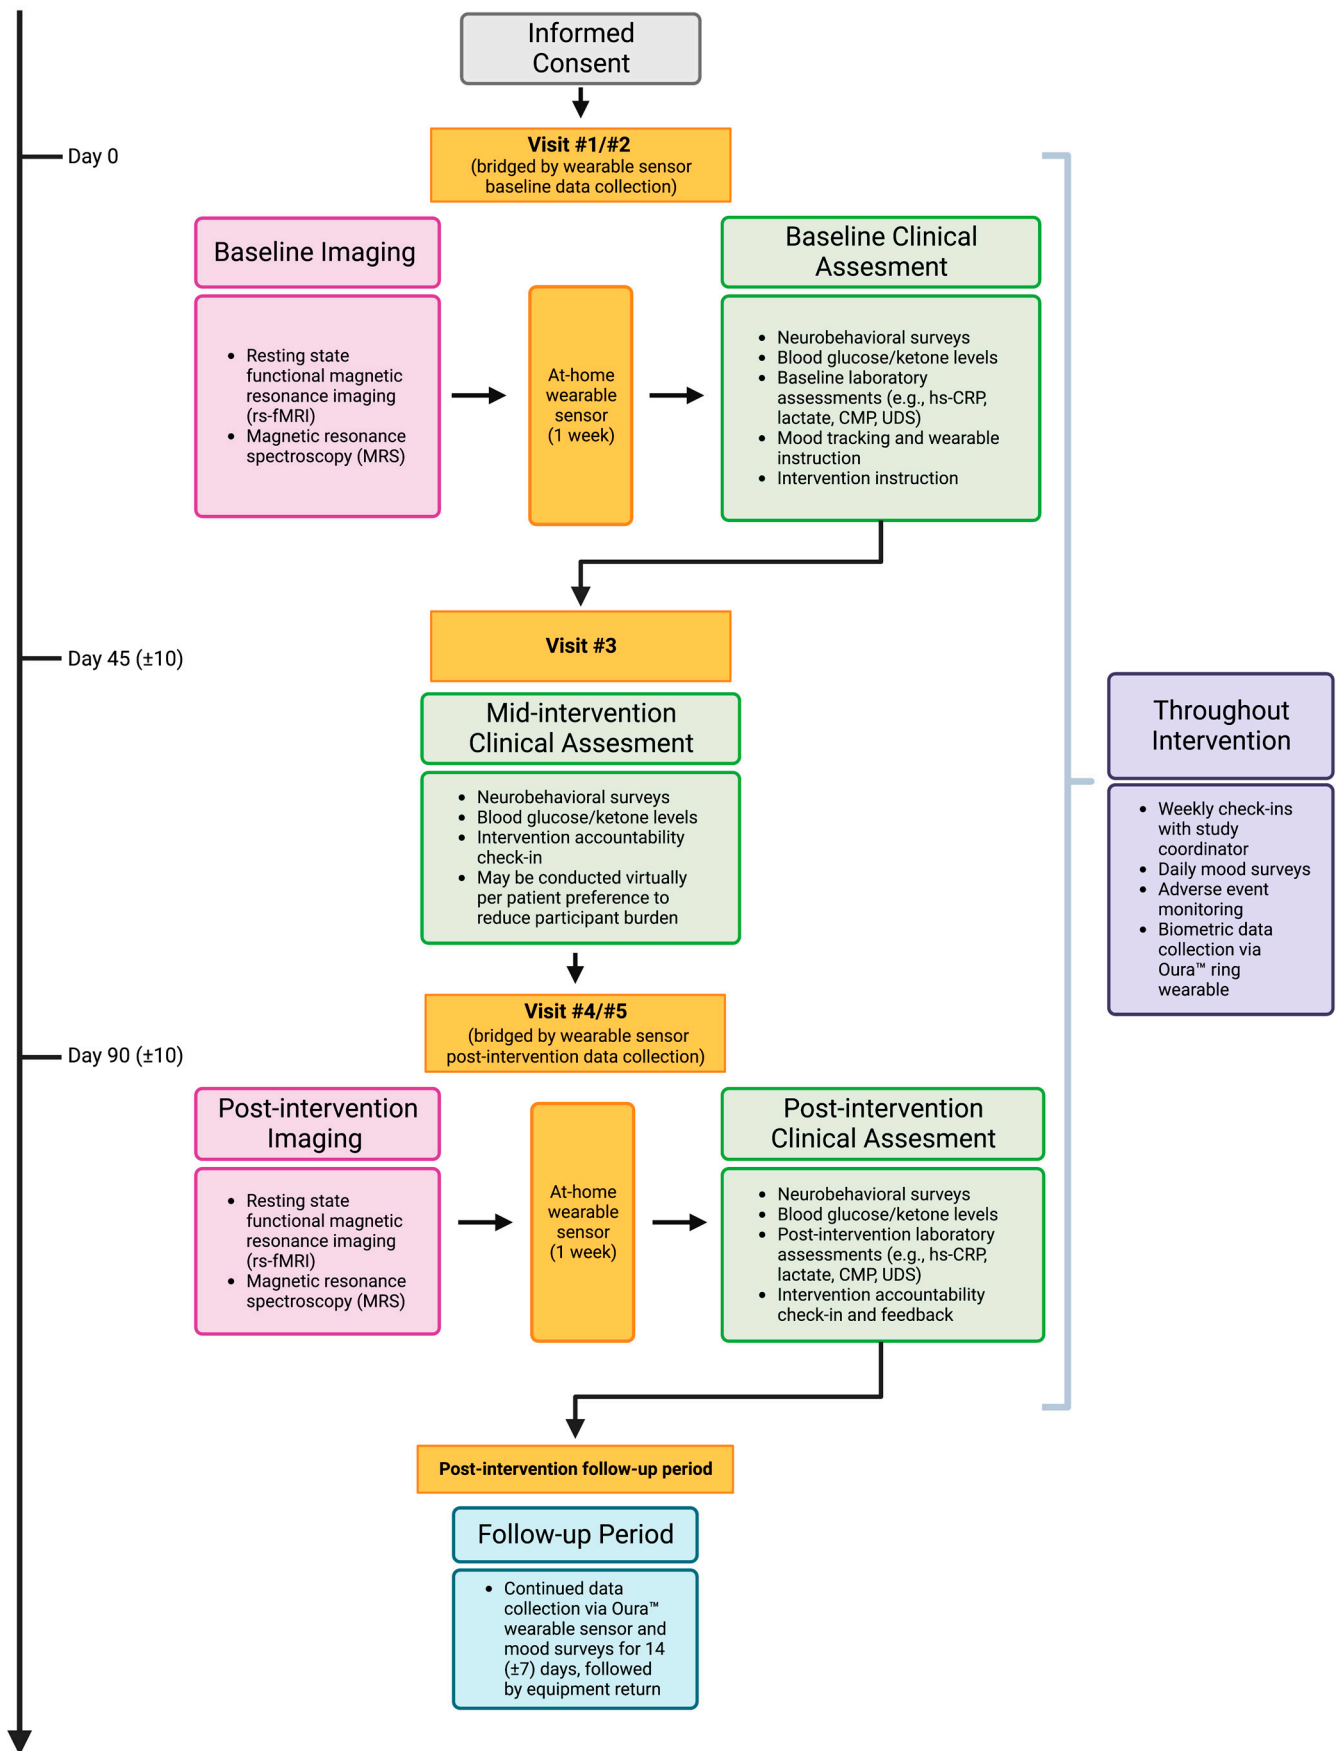 Informed
Consent
Day 0
Visit #1/#2
(bridged by wearable sensor
baseline data collection)
Baseline Imaging
• Resting state
functional magnetic
resonance imaging
(rs-fMRI)
• Magnetic resonance
spectroscopy (MRS)
At-home
wearable
sensor
(1 week)
Baseline Clinical
Assesment
• Neurobehavioral surveys
• Blood glucose/ketone levels
• Baseline laboratory
assessments (e.g., hs-CRP,
lactate, CMP, UDS)
• Mood tracking and wearable
instruction
• Intervention instruction
Day 45 (±10)
Visit #3
Mid-intervention
Clinical Assesment
• Neurobehavioral surveys
• Blood glucose/ketone levels
• Intervention accountability
check-in
• May be conducted virtually
per patient preference to
reduce participant burden
Throughout
Intervention
• Weekly check-ins
with study
coordinator
• Daily mood surveys
• Adverse event
monitoring
• Biometric data
collection via
Oura™ ring
wearable
Day 90 (±10)
Visit #4/#5
(bridged by wearable sensor
post-intervention data collection)
Post-intervention
Imaging
• Resting state
functional magnetic
resonance imaging
(rs-fMRI)
• Magnetic resonance
spectroscopy (MRS)
At-home
wearable
sensor
(1 week)
Post-intervention
Clinical Assesment
• Neurobehavioral surveys
• Blood glucose/ketone levels
• Post-intervention laboratory
assessments (e.g., hs-CRP,
lactate, CMP, UDS)
• Intervention accountability
check-in and feedback
Post-intervention follow-up period
Follow-up Period
• Continued data
collection via Oura™
wearable sensor and
mood surveys for 14
(±7) days, followed
by equipment return